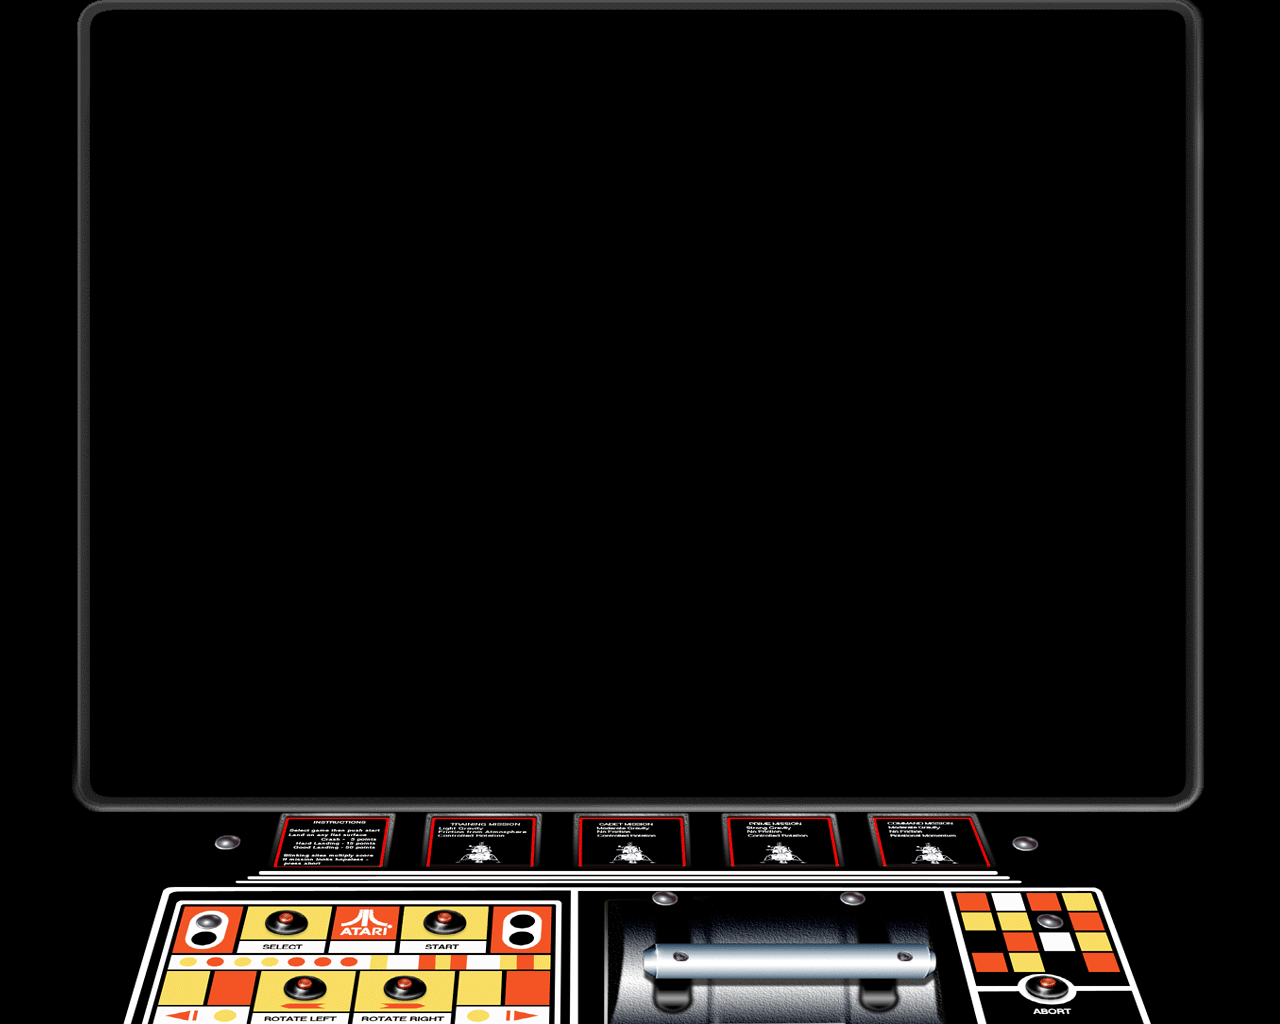 INSTRUCTIONS
Select game then push start
Land on any flat surface
Crash - 5 points
Hard Landing - 15 points
Good Landing - 50 points
Blinking sites multiply score
If mission looks hopeless -
press abort
TRAINING MISSION
Light Gravity
Friction from Atmosphere
Controlled Rotation
CADET MISSION
Moderate Gravity
No Friction
Controlled Rotation
PRIME MISSION
Strong Gravity
No Friction
Controlled Rotation
COMMAND MISSION
Moderate Gravity
No Friction
Rotational Momentum
SELECT
ATARI®
START
ROTATE LEFT
ROTATE RIGHT
ABORT